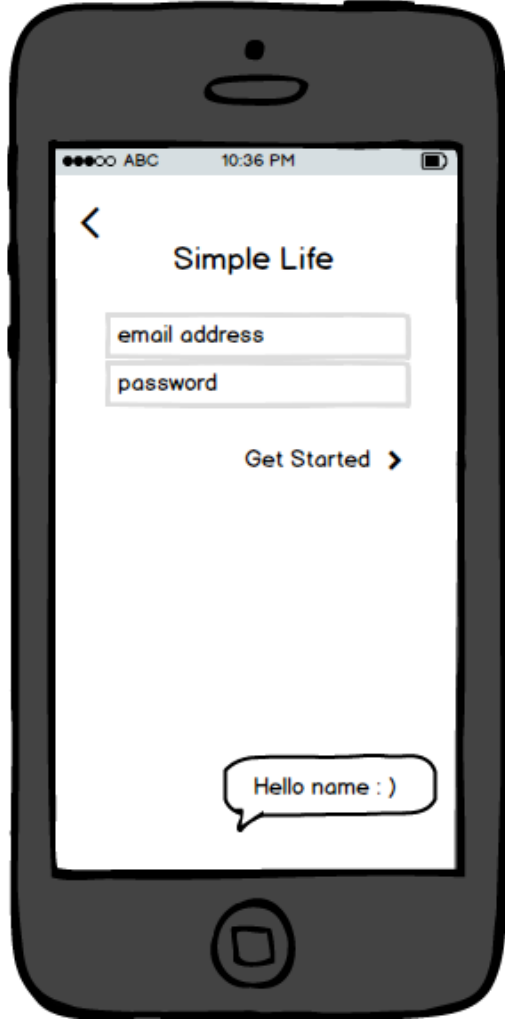 ABC 10:36 PM
Simple Life
email address
password
Get Started
Hello name : )